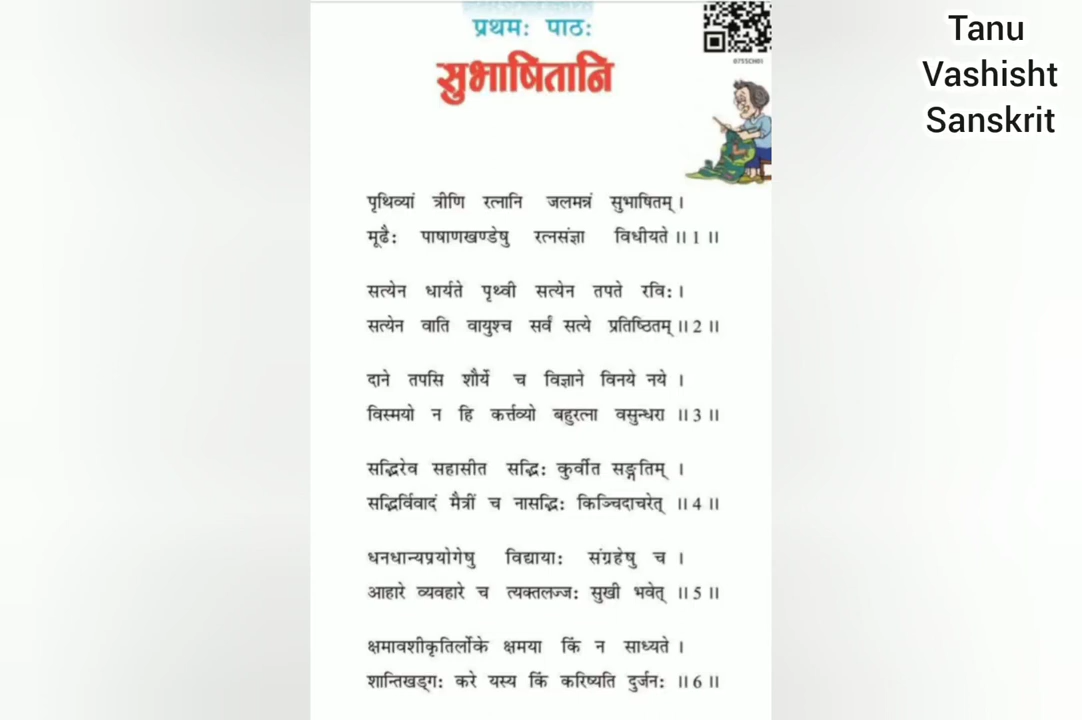 प्रथमः पाठः
0755CH01
सुभाषितानि
Tanu
Vashisht
Sanskrit
पृथिव्यां त्रीणि रत्नानि जलमन्नं सुभाषितम् ।
मूढैः पाषाणखण्डेषु रत्नसंज्ञा विधीयते ॥ 1 ॥
सत्येन धार्यते पृथ्वी सत्येन तपते रविः ।
सत्येन वाति वायुश्च सर्वं सत्ये प्रतिष्ठितम् ॥ 2 ॥
दाने तपसि शौर्ये च विज्ञाने विनये नये ।
विस्मयो न हि कर्त्तव्यो बहुरत्ना वसुन्धरा ॥ 3 ॥
सद्भिरेव सहासीत सद्भिः कुर्वीत सङ्गतिम् ।
सद्भिर्विवादं मैत्रीं च नासद्भिः किञ्चिदाचरेत् ॥ 4 ॥
धनधान्यप्रयोगेषु विद्यायाः संग्रहेषु च ।
आहारे व्यवहारे च त्यक्तलज्जः सुखी भवेत् ॥ 5 ॥
क्षमावशीकृतिर्लोके क्षमया किं न साध्यते ।
शान्तिखड्गः करे यस्य किं करिष्यति दुर्जनः ॥ 6 ॥